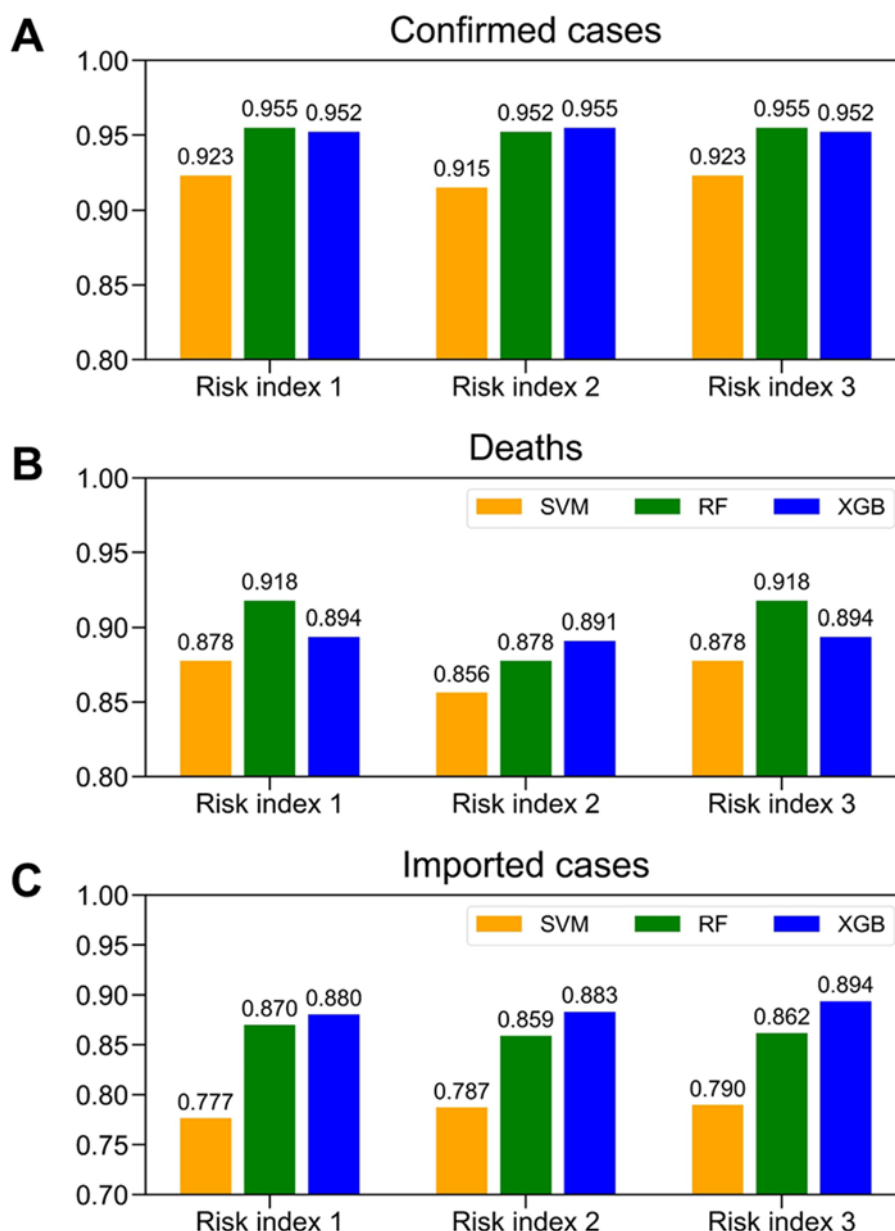 A
Confirmed cases
1.00
0.95
0.90
0.85
0.80
0.923
0.955
0.952
0.915
0.952
0.955
0.923
0.955
0.952
Risk index 1
Risk index 2
Risk index 3
B
Deaths
1.00
0.95
0.90
0.85
0.80
SVM RF XGB
0.878
0.918
0.894
0.856
0.878
0.891
0.878
0.918
0.894
Risk index 1
Risk index 2
Risk index 3
C
Imported cases
1.00
0.95
0.90
0.85
0.80
0.75
0.70
SVM RF XGB
0.777
0.870
0.880
0.787
0.859
0.883
0.790
0.862
0.894
Risk index 1
Risk index 2
Risk index 3